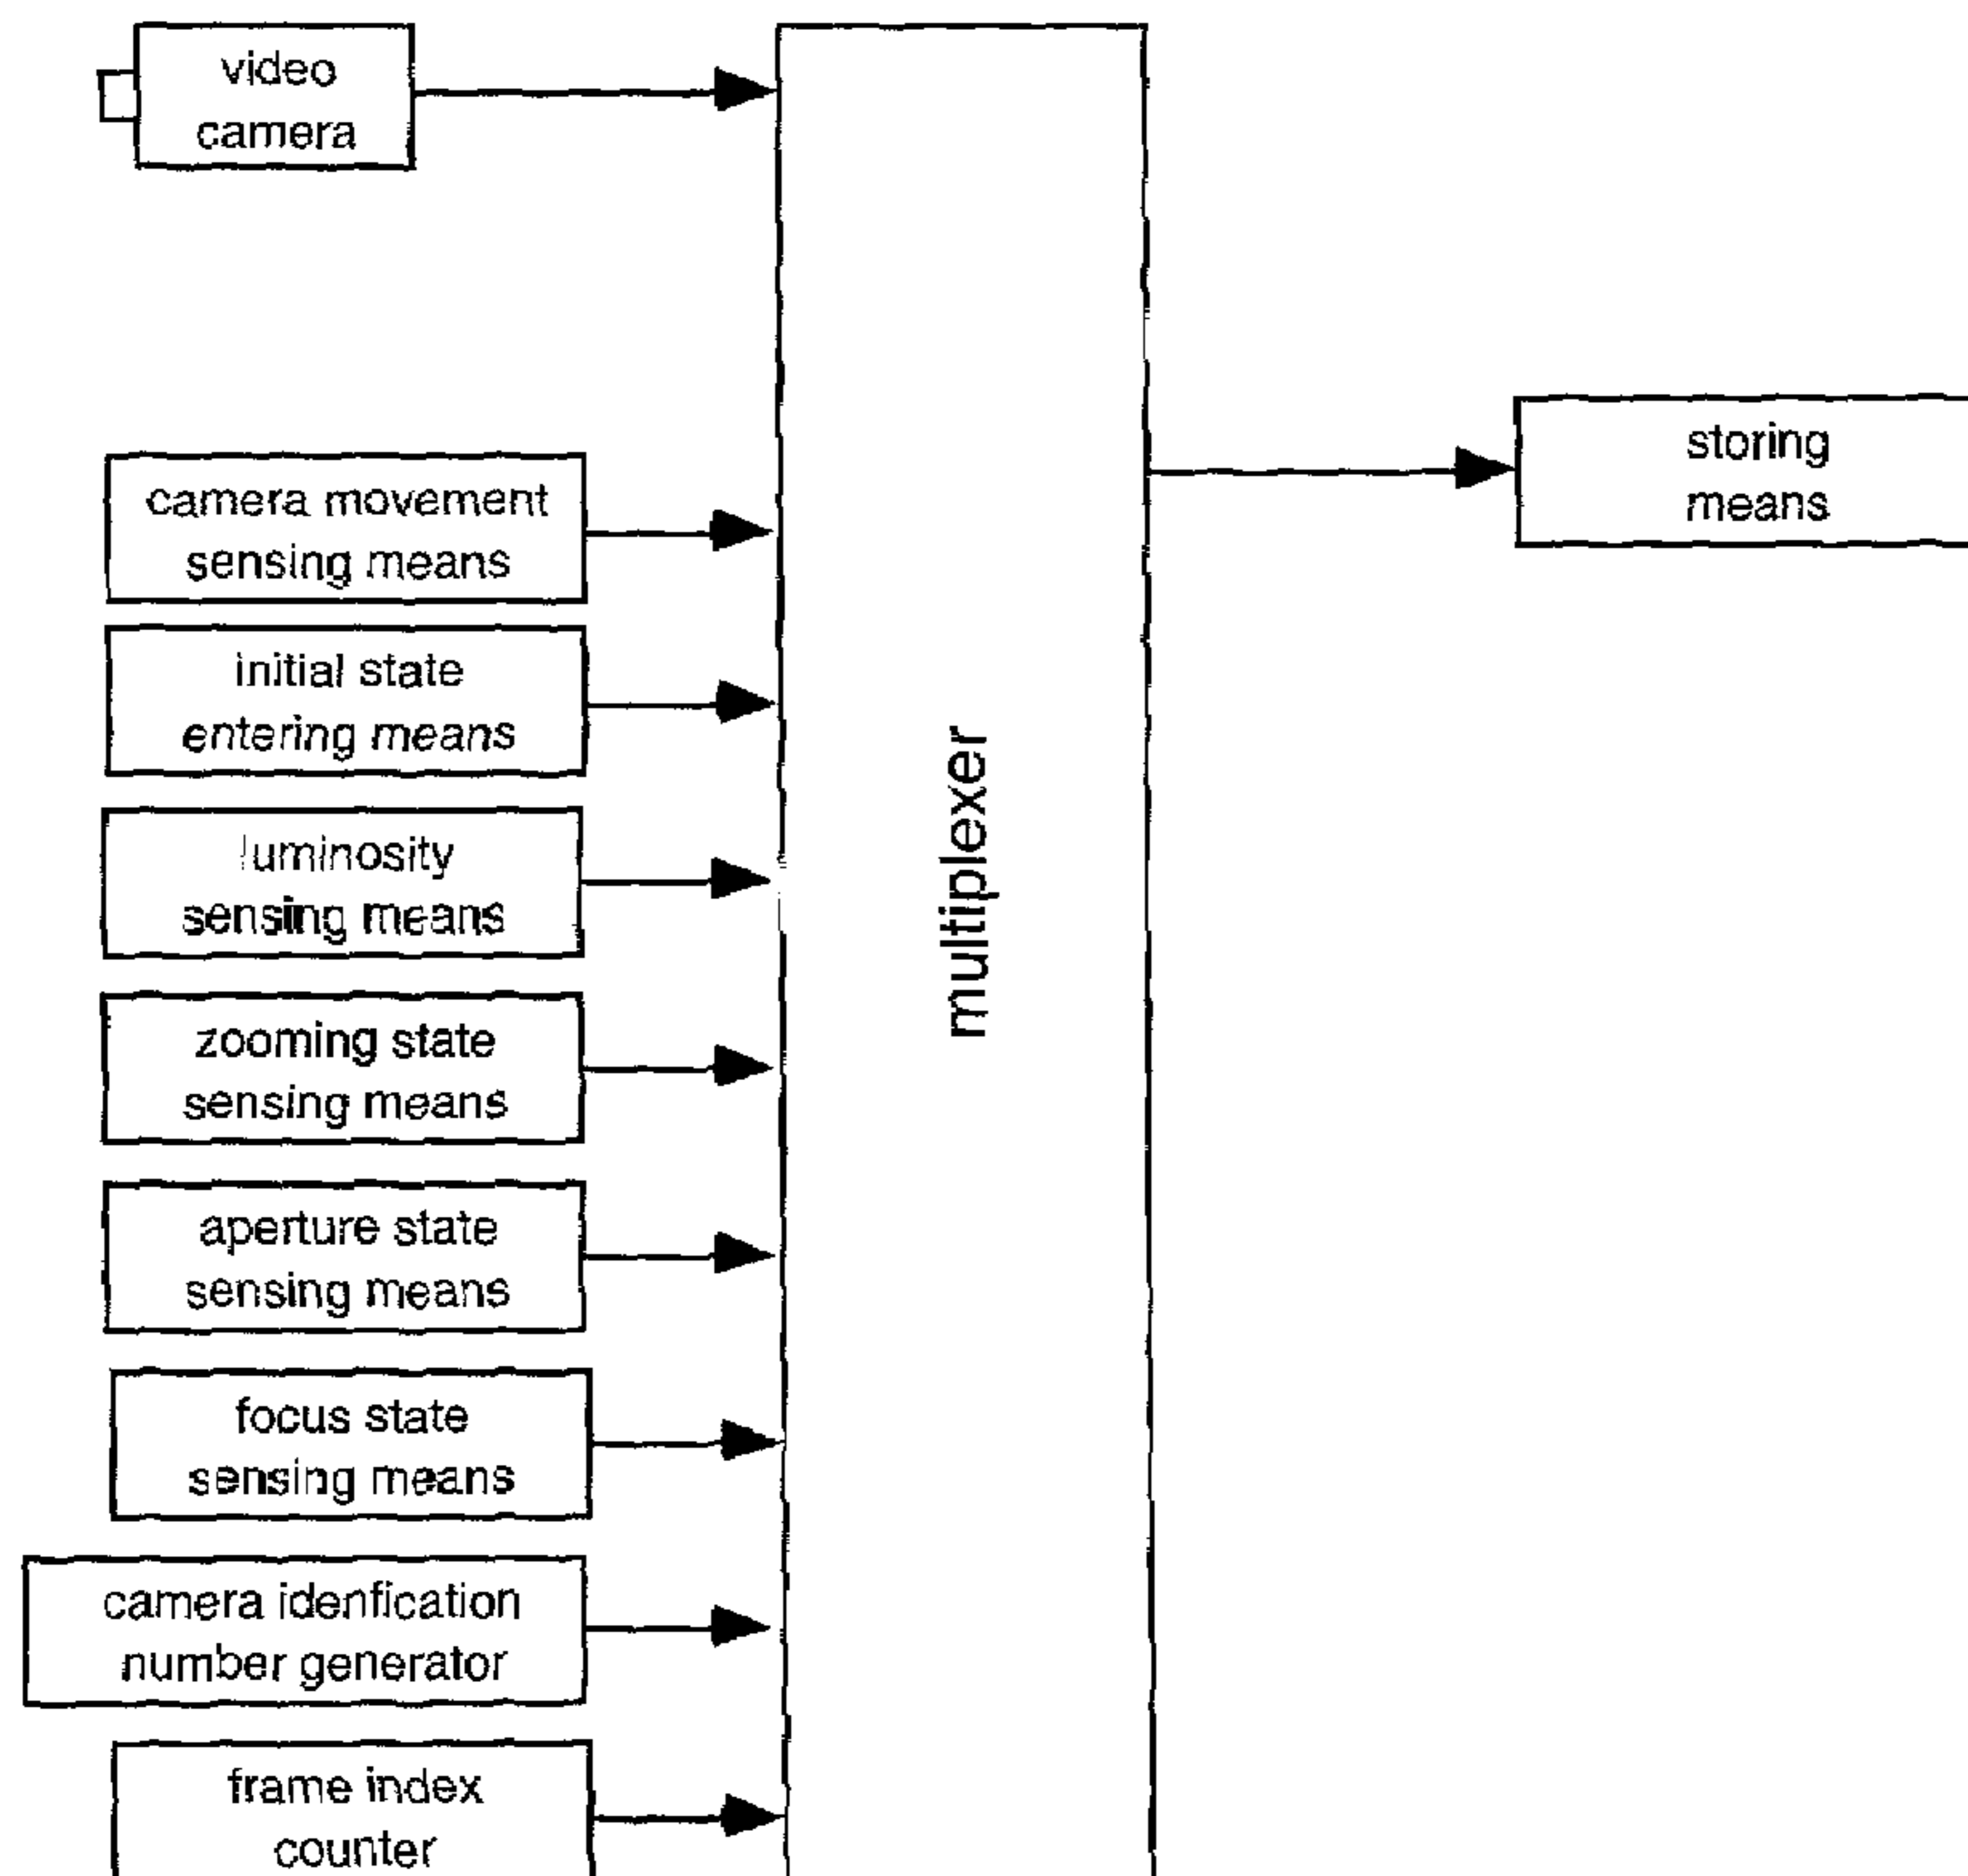 video
camera
camera movement
sensing means
initial state
entering means
luminosity
sensing means
zooming state
sensing means
aperture state
sensing means
focus state
sensing means
camera idenfication
number generator
frame index
counter
multiplexer
storing
means